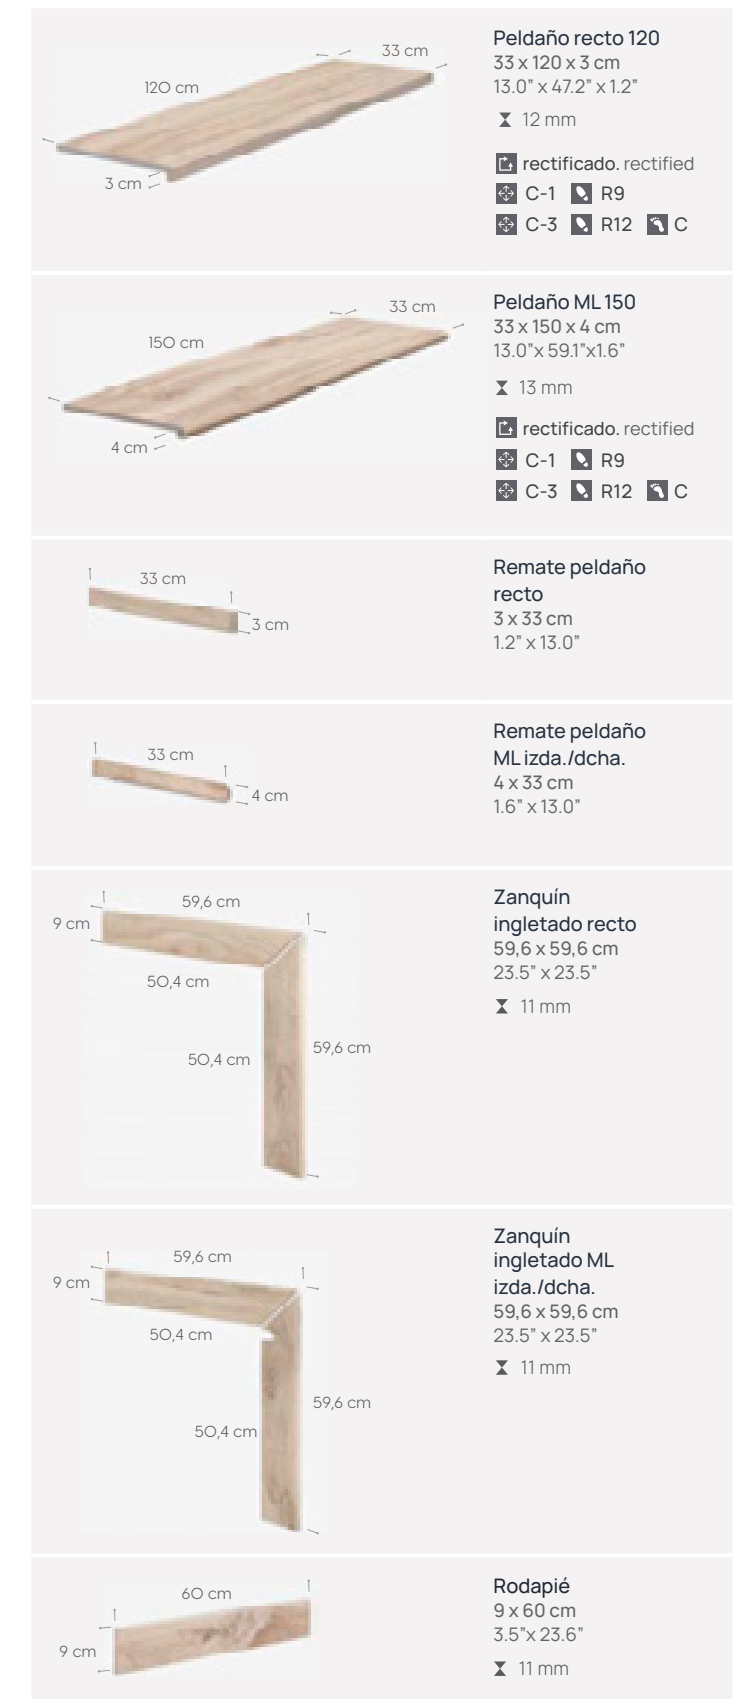 33 cm
120 cm
3 cm
Peldaño recto 120
33 x 120 x 3 cm
13.0” x 47.2” x 1.2”
12 mm
rectificado. rectified
C-1 R9
C-3 R12 C
33 cm
150 cm
4 cm
Peldaño ML 150
33 x 150 x 4 cm
13.0”x 59.1”x1.6”
13 mm
rectificado. rectified
C-1 R9
C-3 R12 C
33 cm
3 cm
Remate peldaño
recto
3 x 33 cm
1.2” x 13.0”
33 cm
4 cm
Remate peldaño
ML izda./dcha.
4 x 33 cm
1.6” x 13.0”
59,6 cm
9 cm
50,4 cm
50,4 cm
59,6 cm
Zanquín
ingletado recto
59,6 x 59,6 cm
23.5” x 23.5”
11 mm
59,6 cm
9 cm
50,4 cm
59,6 cm
50,4 cm
Zanquín
ingletado ML
izda./dcha.
59,6 x 59,6 cm
23.5” x 23.5”
11 mm
60 cm
9 cm
Rodapié
9 x 60 cm
3.5”x 23.6”
11 mm